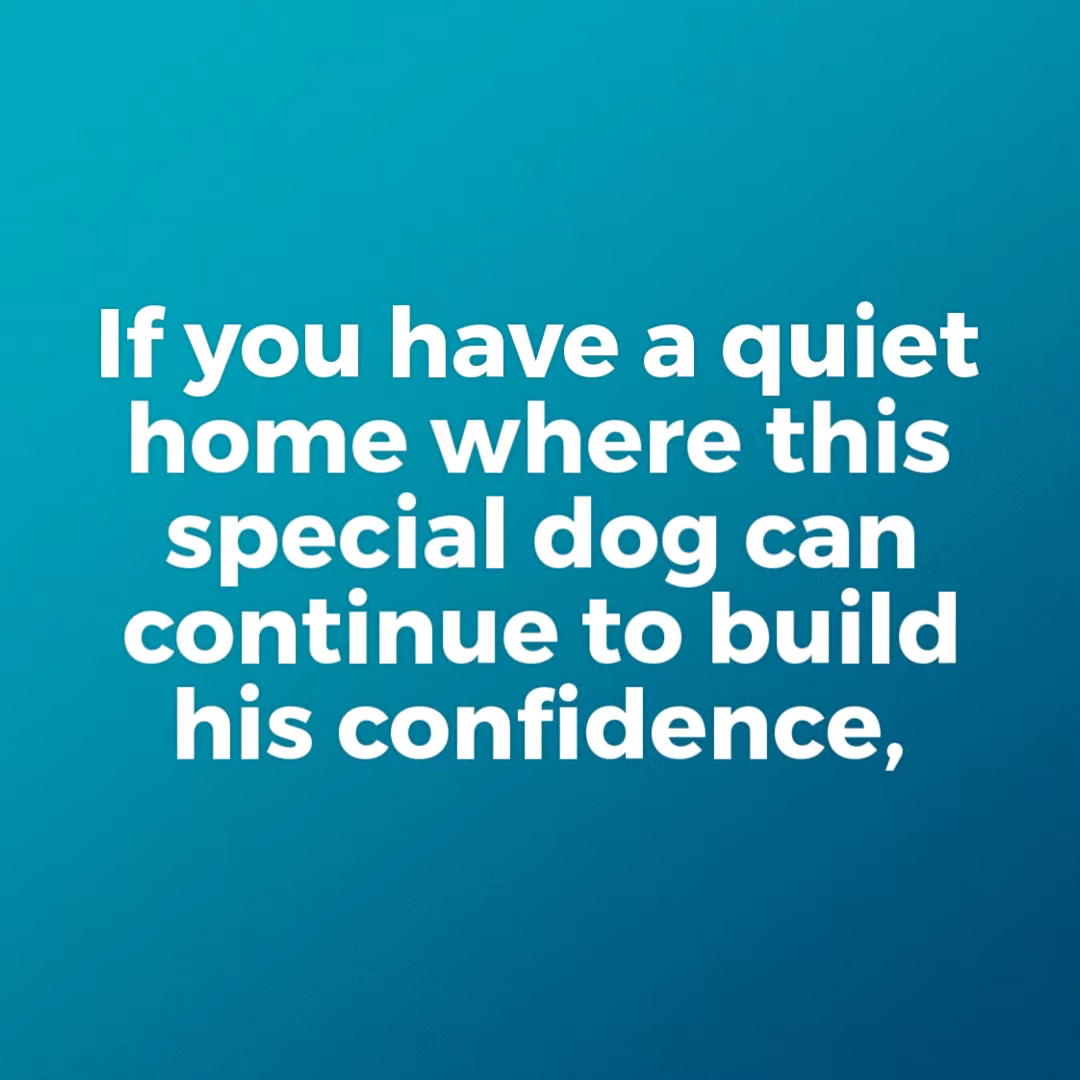 If you have a quiet
home where this
special dog can
continue to build
his confidence,